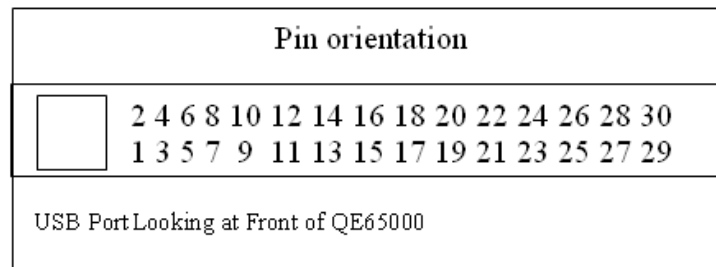 Pin orientation
2 4 6 8 10 12 14 16 18 20 22 24 26 28 30
1 3 5 7 9 11 13 15 17 19 21 23 25 27 29
USB Port Looking at Front of QE65000